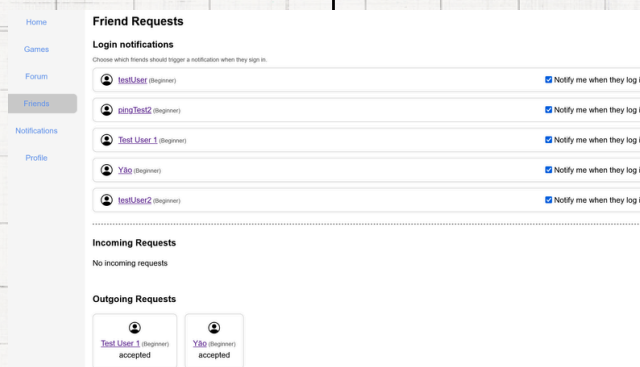 Home
Games
Forum
Friends
Notifications
Profile
Friend Requests
Login notifications
Choose which friends should trigger a notification when they sign in.
testUser (Beginner) Notify me when they log
pingTest2 (Beginner) Notify me when they log
Test User 1 (Beginner) Notify me when they log
Yǎo (Beginner) Notify me when they log
testUser2 (Beginner) Notify me when they log
Incoming Requests
No incoming requests
Outgoing Requests
Test User 1 (Beginner)
accepted
Yǎo (Beginner)
accepted